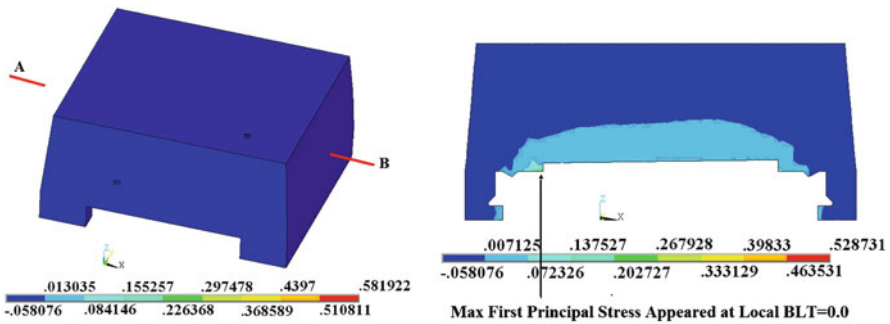 A
B
Z
Y
X
.013035 .155257 .297478 .4397 .581922
-.058076 .084146 .226368 .368589 .510811
Z
X
.007125 .137527 .267928 .39833 .528731
-.058076 .072326 .202727 .333129 .463531
Max First Principal Stress Appeared at Local BLT=0.0